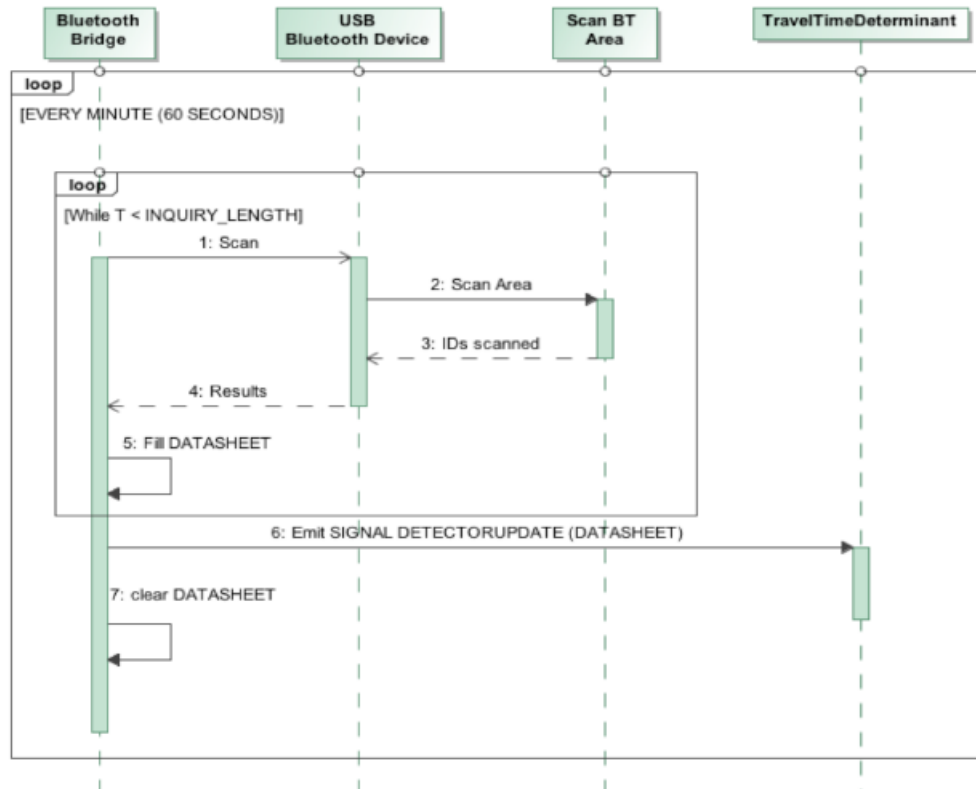 Bluetooth
Bridge
USB
Bluetooth Device
Scan BT
Area
TravelTimeDeterminant
loop
[EVERY MINUTE (60 SECONDS)]
loop
[While T < INQUIRY_LENGTH]
1: Scan
2: Scan Area
3: IDs scanned
4: Results
5: Fill DATASHEET
6: Emit SIGNAL DETECTORUPDATE (DATASHEET)
7: clear DATASHEET